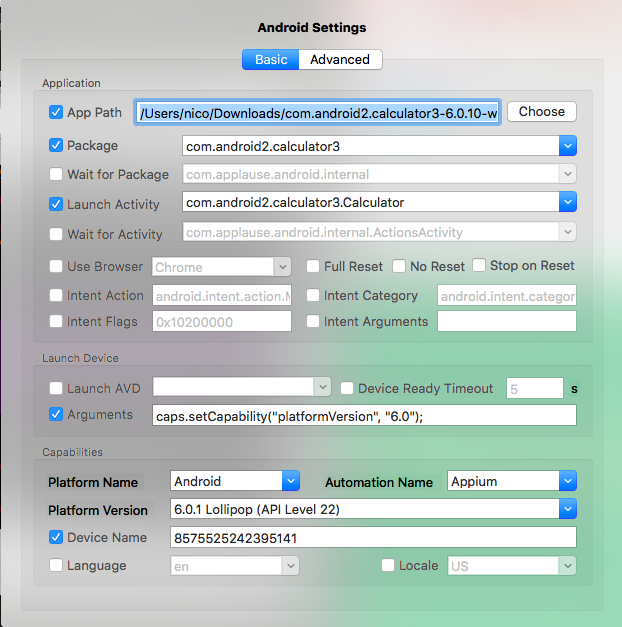 Android Settings
Basic Advanced
Application
App Path /Users/nico/Downloads/com.android2.calculator3-6.0.10-w Choose
Package com.android2.calculator3
Wait for Package com.applause.android.internal
Launch Activity com.android2.calculator3.Calculator
Wait for Activity com.applause.android.internal.ActionsActivity
Use Browser Chrome Full Reset No Reset Stop on Reset
Intent Action android.intent.action.M Intent Category android.intent.categor
Intent Flags 0x10200000 Intent Arguments
Launch Device
Launch AVD Device Ready Timeout 5 s
Arguments caps.setCapability("platformVersion", "6.0");
Capabilities
Platform Name Android Automation Name Appium
Platform Version 6.0.1 Lollipop (API Level 22)
Device Name 8575525242395141
Language en Locale US